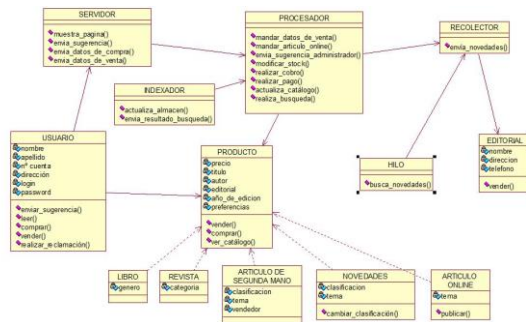 SERVIDOR
muestra_pagina()
envia_sugerencia()
envia_datos_de_compra()
envia_datos_de_venta()
PROCESADOR
mandar_datos_de_venta()
mandar_articulo_online()
envia_sugerencia_administrador()
modificar_stock()
realizar_cobro()
realizar_pago()
actualiza_catálogo()
realiza_busqueda()
RECOLECTOR
envia_novedades()
INDEXADOR
actualiza_almacen()
envia_resultado_busqueda()
USUARIO
nombre
apellido
nº cuenta
dirección
login
password
enviar_sugerencia()
leer()
comprar()
vender()
realizar_reclamación()
PRODUCTO
precio
titulo
autor
editorial
año_de_edicion
preferencias
vender()
comprar()
ver_catálogo()
HILO
busca_novedades()
EDITORIAL
nombre
direccion
telefono
vender()
LIBRO
genero
REVISTA
categoria
ARTICULO DE
SEGUNDA MANO
clasificacion
tema
vendedor
NOVEDADES
clasificacion
tema
cambiar_clasificación()
ARTICULO
ONLINE
tema
publicar()